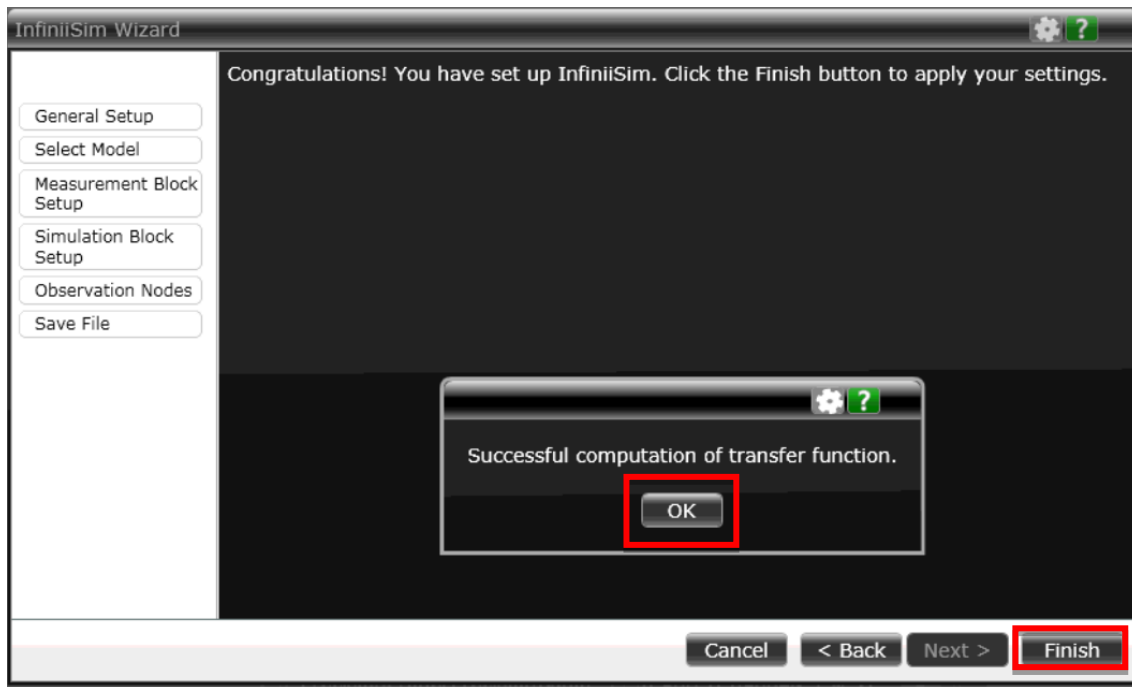 InfiniiSim Wizard
?
Congratulations! You have set up InfiniiSim. Click the Finish button to apply your settings.
General Setup
Select Model
Measurement Block
Setup
Simulation Block
Setup
Observation Nodes
Save File
?
Successful computation of transfer function.
OK
Cancel
< Back
Next >
Finish